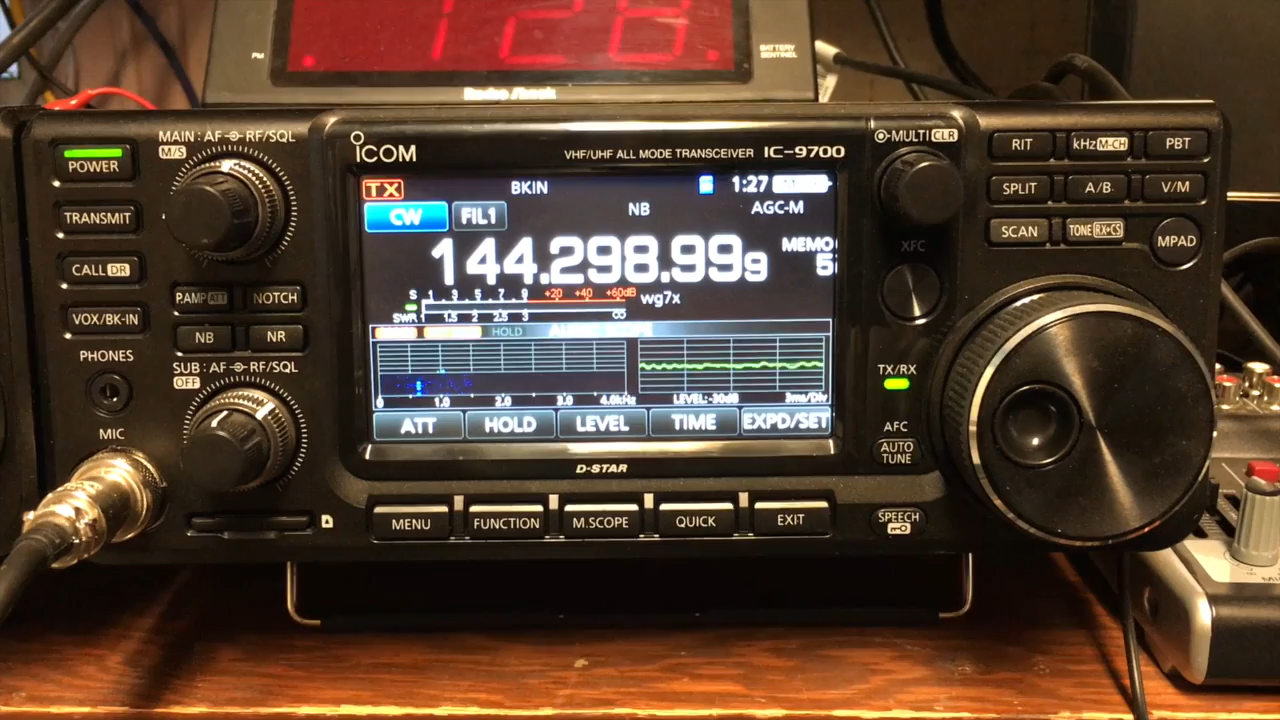 128
PM
BATTERY
SENTINEL
Radio Shack
MAIN : AF RF/SQL
M/S
POWER
TRANSMIT
CALL DR
VOX/BK-IN
PHONES
MIC
P.AMP ATT
NOTCH
NB
NR
SUB : AF RF/SQL
OFF
ICOM
VHF/UHF ALL MODE TRANSCEIVER IC-9700
TX
BKIN
1:27
CW
FIL1
NB
AGC-M
144.298.999
MEMO
S 1 3 5 7 9 +20 +40 +60dB
wg7x
SWR 1 1.5 2 2.5 3 ∞
HOLD
AUDIO SCOPE
0 1.0 2.0 3.0 4.0kHz
LEVEL:-30dB
3ms/Div
ATT
HOLD
LEVEL
TIME
EXPD/SET
D-STAR
MENU
FUNCTION
M.SCOPE
QUICK
EXIT
MULTI CLR
XFC
TX/RX
AFC
AUTO
TUNE
SPEECH
RIT
kHz M-CH
PBT
SPLIT
A/B
V/M
SCAN
TONE RX→CS
MPAD